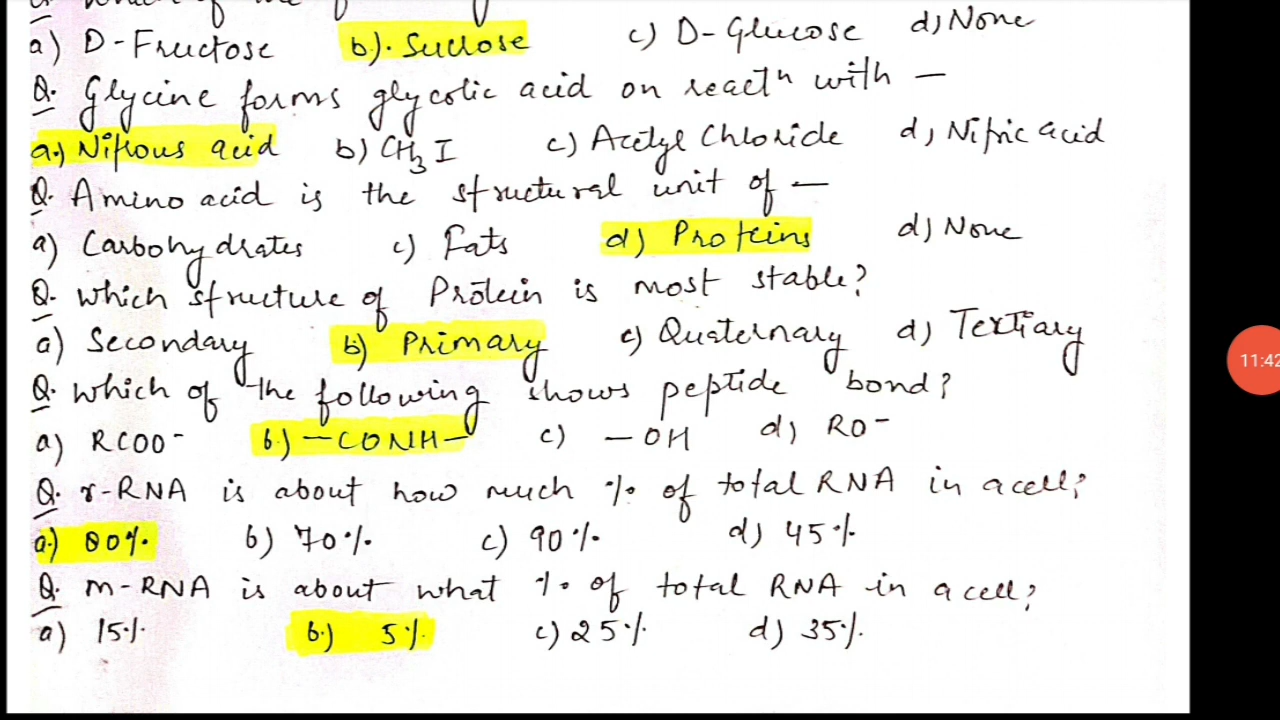 Q. Which of the f
a) D-Fructose b). Sucrose c) D-Glucose d) None
Q. Glycine forms glycolic acid on reactn with —
a.) Nitrous acid b) CH3 I c) Acetyl Chloride d) Nitric acid
Q. Amino acid is the structural unit of —
a) Carbohydrates c) Fats d) Proteins d) None
Q. Which structure of Protein is most stable?
a) Secondary b) Primary c) Quaternary d) Tertiary
Q. Which of the following shows peptide bond?
a) RCOO- b.) —CONH— c) —OH d) RO-
Q. r-RNA is about how much % of total RNA in a cell?
a.) 80% b) 70% c) 90% d) 45%
Q. m-RNA is about what % of total RNA in a cell?
a) 15% b.) 5% c) 25% d) 35%
11:42